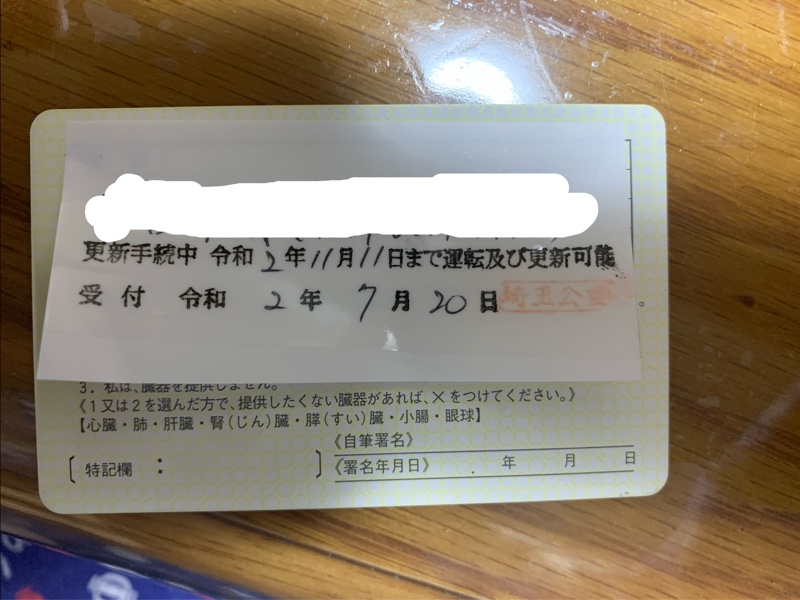 更新手続中 令和 2 年 11 月 11 日まで運転及び更新可能
受付 令和 2 年 7 月 20 日 埼玉公安
3. 私は、臓器を提供しません。
《1又は2を選んだ方で、提供したくない臓器があれば、×をつけてください。》
【心臓・肺・肝臓・腎(じん)臓・膵(すい)臓・小腸・眼球】
〔特記欄 : 〕
《自筆署名》
《署名年月日》 年 月 日